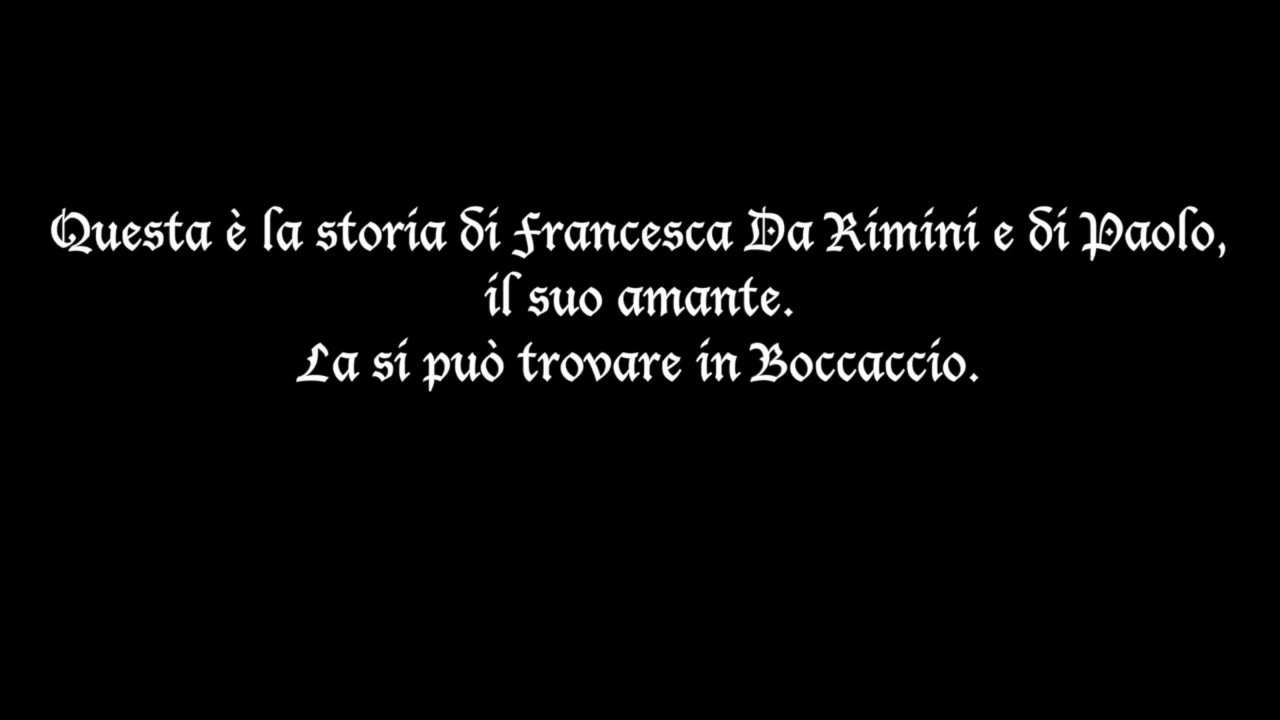 Questa è la storia di Francesca Da Rimini e di Paolo,
il suo amante.
La si può trovare in Boccaccio.